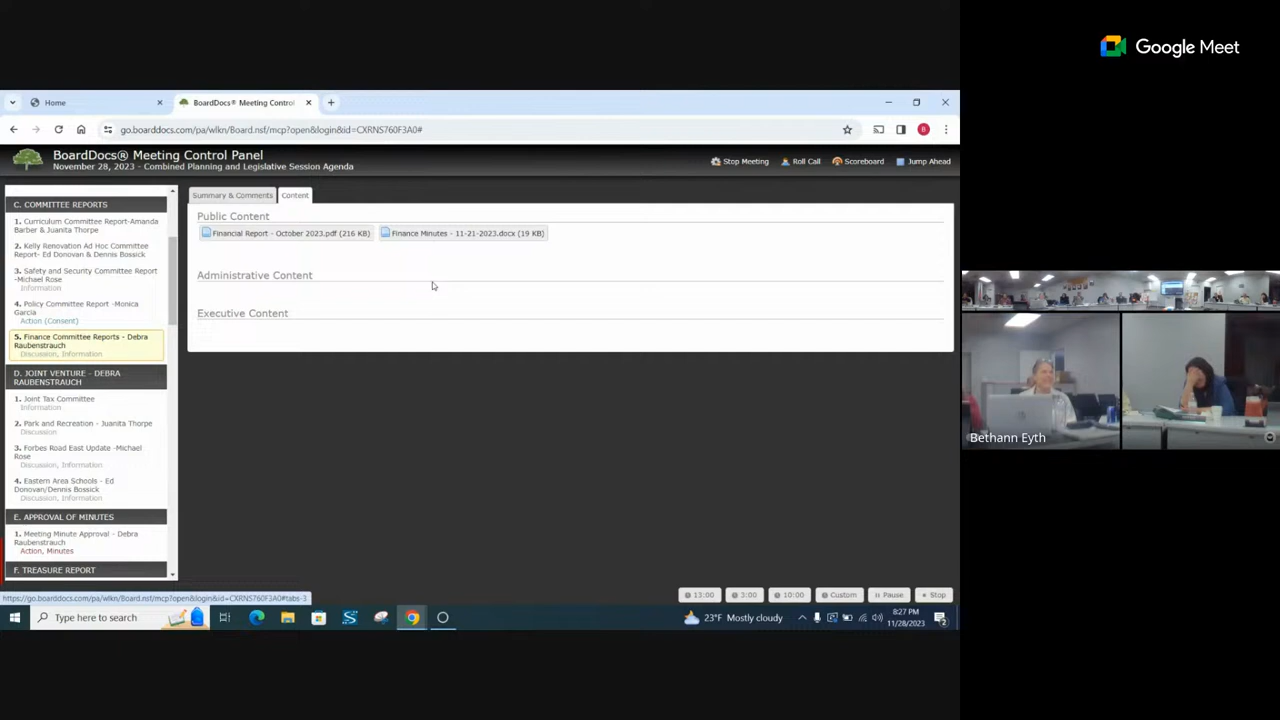 Google Meet
Home
BoardDocs® Meeting Control
go.boarddocs.com/pa/wlkn/Board.nsf/mcp?open&login&id=CXRNS760F3A0#
B
BoardDocs® Meeting Control Panel
November 28, 2023 - Combined Planning and Legislative Session Agenda
Stop Meeting
Roll Call
Scoreboard
Jump Ahead
C. COMMITTEE REPORTS
1. Curriculum Committee Report-Amanda
Barber & Juanita Thorpe
2. Kelly Renovation Ad Hoc Committee
Report- Ed Donovan & Dennis Bossick
3. Safety and Security Committee Report
-Michael Rose
Information
4. Policy Committee Report -Monica
Garcia
Action (Consent)
5. Finance Committee Reports - Debra
Raubenstrauch
Discussion, Information
D. JOINT VENTURE - DEBRA
RAUBENSTRAUCH
1. Joint Tax Committee
Information
2. Park and Recreation - Juanita Thorpe
Discussion
3. Forbes Road East Update -Michael
Rose
Discussion, Information
4. Eastern Area Schools - Ed
Donovan/Dennis Bossick
Discussion, Information
E. APPROVAL OF MINUTES
1. Meeting Minute Approval - Debra
Raubenstrauch
Action, Minutes
F. TREASURE REPORT
Summary & Comments
Content
Public Content
Financial Report - October 2023.pdf (216 KB)
Finance Minutes - 11-21-2023.docx (19 KB)
Administrative Content
Executive Content
Bethann Eyth
13:00
3:00
10:00
Custom
Pause
Stop
https://go.boarddocs.com/pa/wlkn/Board.nsf/mcp?open&login&id=CXRNS760F3A0#tabs-3
Type here to search
23°F Mostly cloudy
8:27 PM
11/28/2023
2